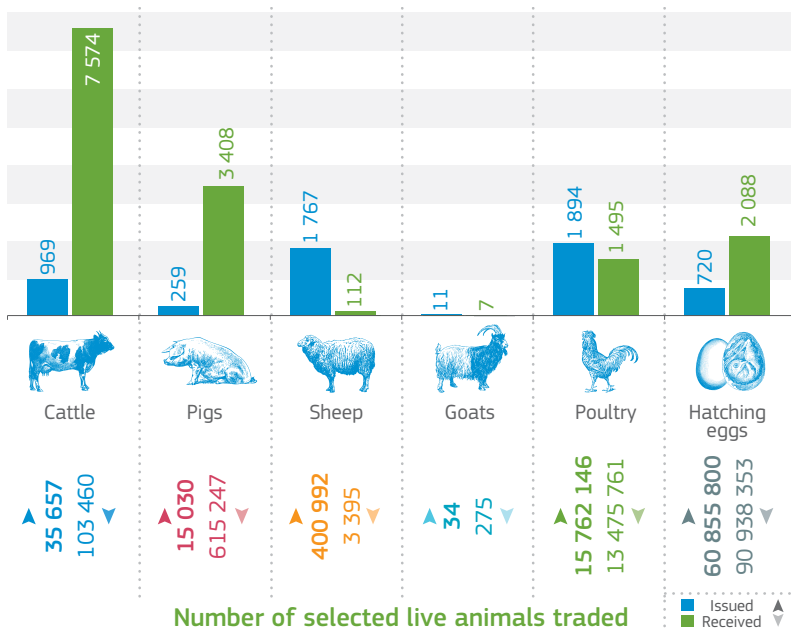 969
7 574
259
3 408
1 767
112
11
7
1 894
1 495
720
2 088
Cattle
Pigs
Sheep
Goats
Poultry
Hatching
eggs
35 657
103 460
15 030
615 247
400 992
3 395
34
275
15 762 146
13 475 761
60 855 800
90 938 353
Number of selected live animals traded
Issued
Received